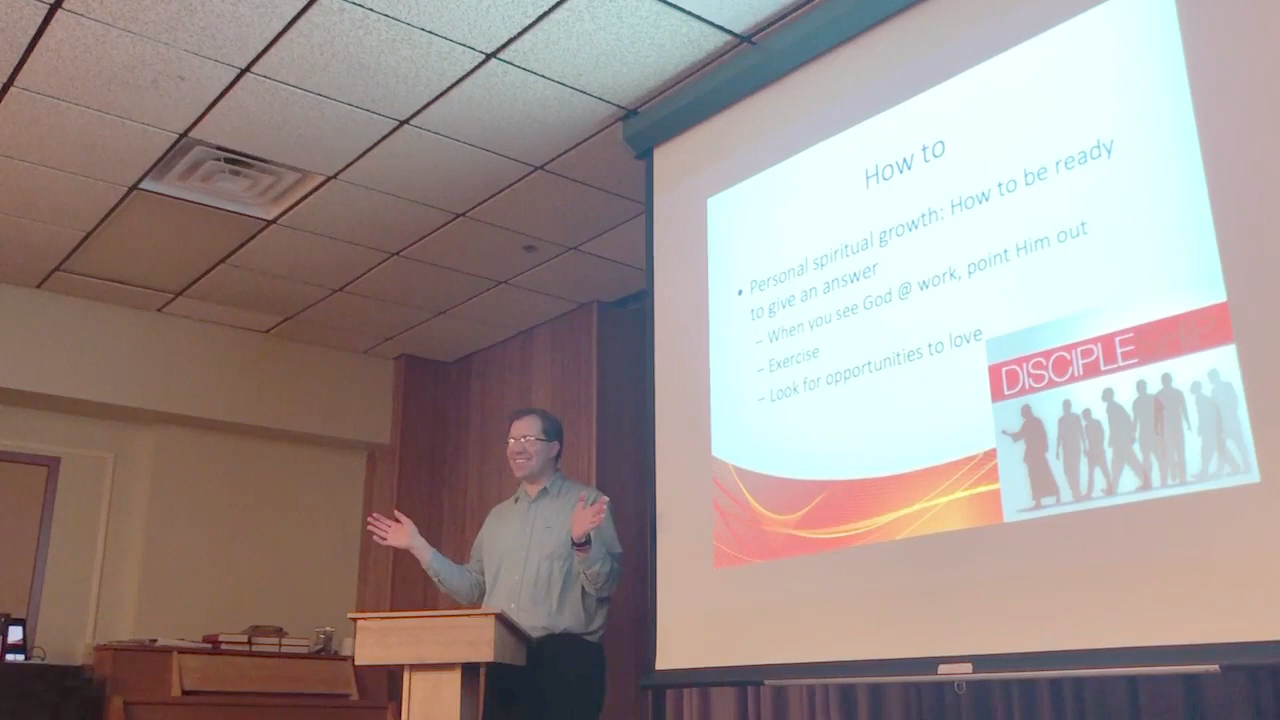 How to
• Personal spiritual growth: How to be ready
to give an answer
– When you see God @ work, point Him out
– Exercise
– Look for opportunities to love
DISCIPLE